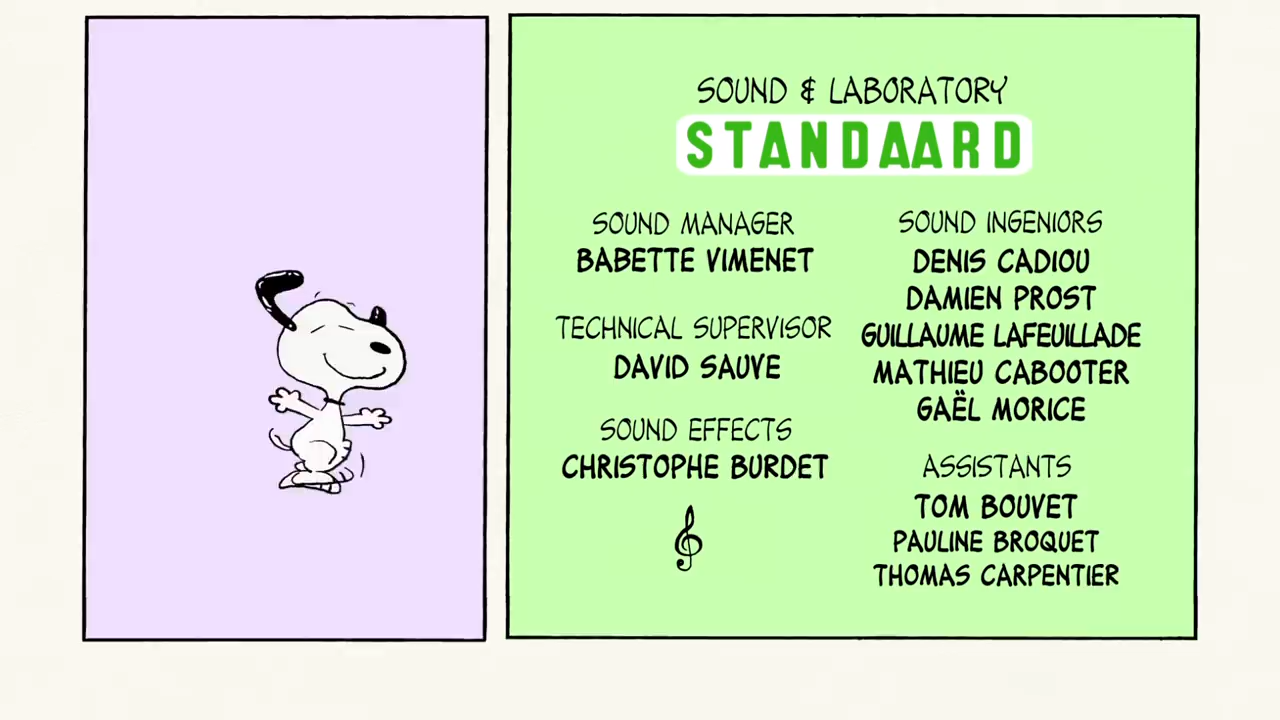 SOUND & LABORATORY
STANDAARD
SOUND MANAGER
BABETTE VIMENET
TECHNICAL SUPERVISOR
DAVID SAUVE
SOUND EFFECTS
CHRISTOPHE BURDET
SOUND INGENIORS
DENIS CADIOU
DAMIEN PROST
GUILLAUME LAFEUILLADE
MATHIEU CABOOTER
GAËL MORICE
ASSISTANTS
TOM BOUVET
PAULINE BROQUET
THOMAS CARPENTIER